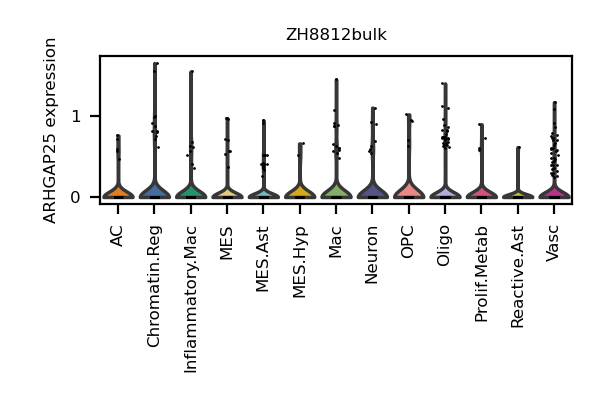 ZH8812bulk
ARHGAP25 expression
1
0
AC
Chromatin.Reg
Inflammatory.Mac
MES
MES.Ast
MES.Hyp
Mac
Neuron
OPC
Oligo
Prolif.Metab
Reactive.Ast
Vasc